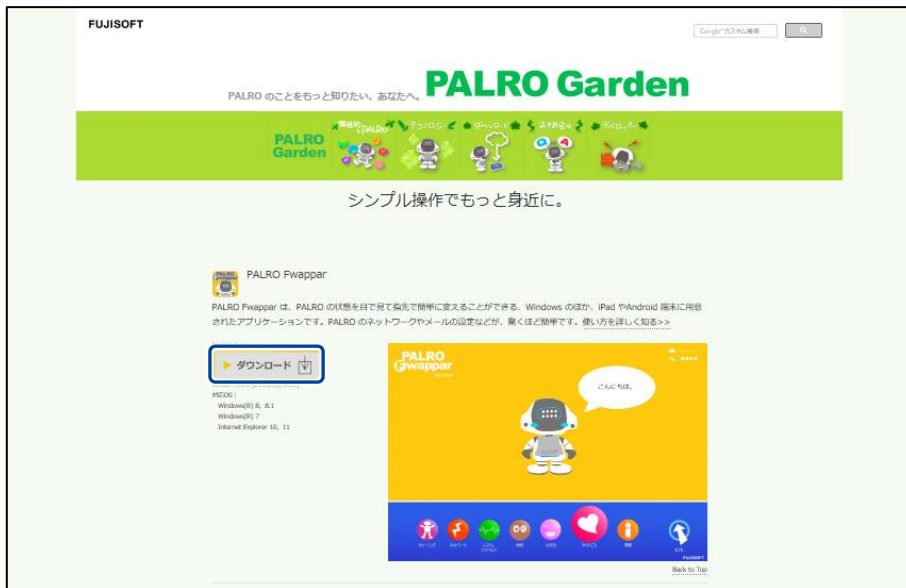 FUJISOFT
PALRO のことをもっと知りたい、あなたへ。 PALRO Garden
PALRO
Garden
シンプル操作でもっと身近に。
PALRO Fwappar
PALRO Fwappar は、PALRO の状態を目で見て指先で簡単に変えることができる、Windows のほか、iPad やAndroid 端末に用意
されたアプリケーションです。PALRO のネットワークやメールの設定などが、驚くほど簡単です。使い方を詳しく知る>>
ダウンロード
対応OS：
Windows(R) 8, 8.1
Windows(R) 7
Internet Explorer 10, 11
PALRO
Fwappar
こんにちは。
FUJISOFT
Back to Top